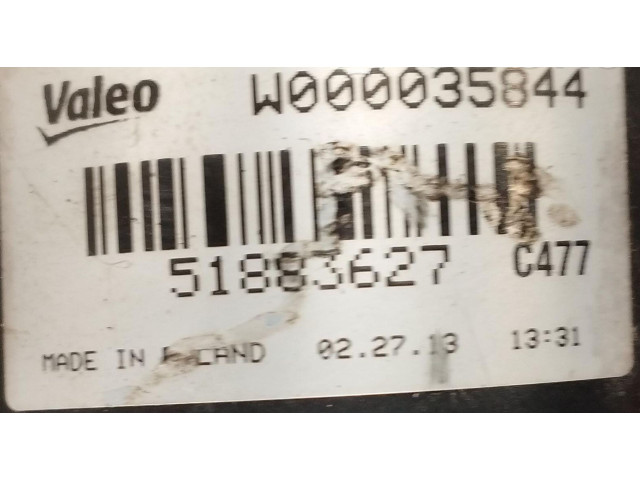 Valeo W000035844
51883627 C477
MADE IN 02.27.13 13:31